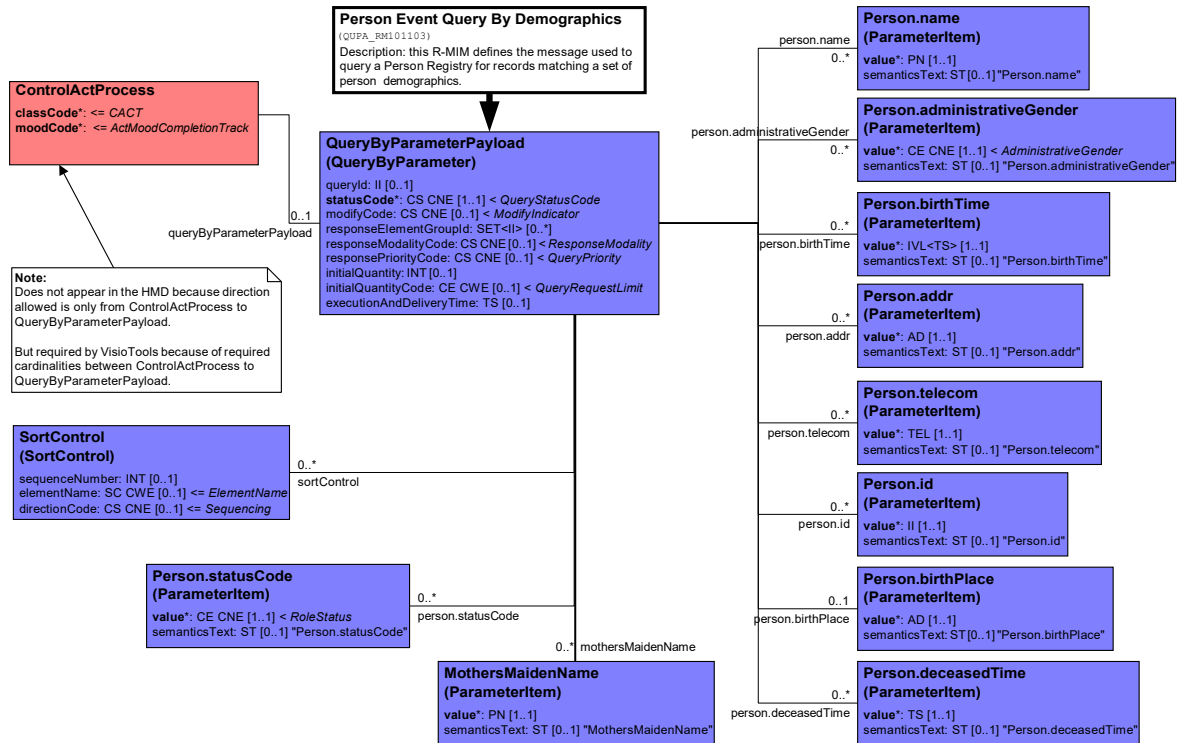 Person Event Query By Demographics
(QUPA_RM101103)
Description: this R-MIM defines the message used to
query a Person Registry for records matching a set of
person demographics.
ControlActProcess
classCode*: <= CACT
moodCode*: <= ActMoodCompletionTrack
0..1
queryByParameterPayload
Note:
Does not appear in the HMD because direction
allowed is only from ControlActProcess to
QueryByParameterPayload.
But required by VisioTools because of required
cardinalities between ControlActProcess to
QueryByParameterPayload.
QueryByParameterPayload
(QueryByParameter)
queryId: II [0..1]
statusCode*: CS CNE [1..1] < QueryStatusCode
modifyCode: CS CNE [0..1] < ModifyIndicator
responseElementGroupId: SET<II> [0..*]
responseModalityCode: CS CNE [0..1] < ResponseModality
responsePriorityCode: CS CNE [0..1] < QueryPriority
initialQuantity: INT [0..1]
initialQuantityCode: CE CWE [0..1] < QueryRequestLimit
executionAndDeliveryTime: TS [0..1]
SortControl
(SortControl)
sequenceNumber: INT [0..1]
elementName: SC CWE [0..1] <= ElementName
directionCode: CS CNE [0..1] <= Sequencing
0..*
sortControl
Person.statusCode
(ParameterItem)
value*: CE CNE [1..1] < RoleStatus
semanticsText: ST [0..1] "Person.statusCode"
0..*
person.statusCode
0..* mothersMaidenName
MothersMaidenName
(ParameterItem)
value*: PN [1..1]
semanticsText: ST [0..1] "MothersMaidenName"
person.name
0..*
Person.name
(ParameterItem)
value*: PN [1..1]
semanticsText: ST [0..1] "Person.name"
person.administrativeGender
0..*
Person.administrativeGender
(ParameterItem)
value*: CE CNE [1..1] < AdministrativeGender
semanticsText: ST [0..1] "Person.administrativeGender"
0..*
person.birthTime
Person.birthTime
(ParameterItem)
value*: IVL<TS> [1..1]
semanticsText: ST [0..1] "Person.birthTime"
0..*
person.addr
Person.addr
(ParameterItem)
value*: AD [1..1]
semanticsText: ST [0..1] "Person.addr"
0..*
person.telecom
Person.telecom
(ParameterItem)
value*: TEL [1..1]
semanticsText: ST [0..1] "Person.telecom"
0..*
person.id
Person.id
(ParameterItem)
value*: II [1..1]
semanticsText: ST [0..1] "Person.id"
0..1
person.birthPlace
Person.birthPlace
(ParameterItem)
value*: AD [1..1]
semanticsText: ST [0..1] "Person.birthPlace"
0..*
person.deceasedTime
Person.deceasedTime
(ParameterItem)
value*: TS [1..1]
semanticsText: ST [0..1] "Person.deceasedTime"